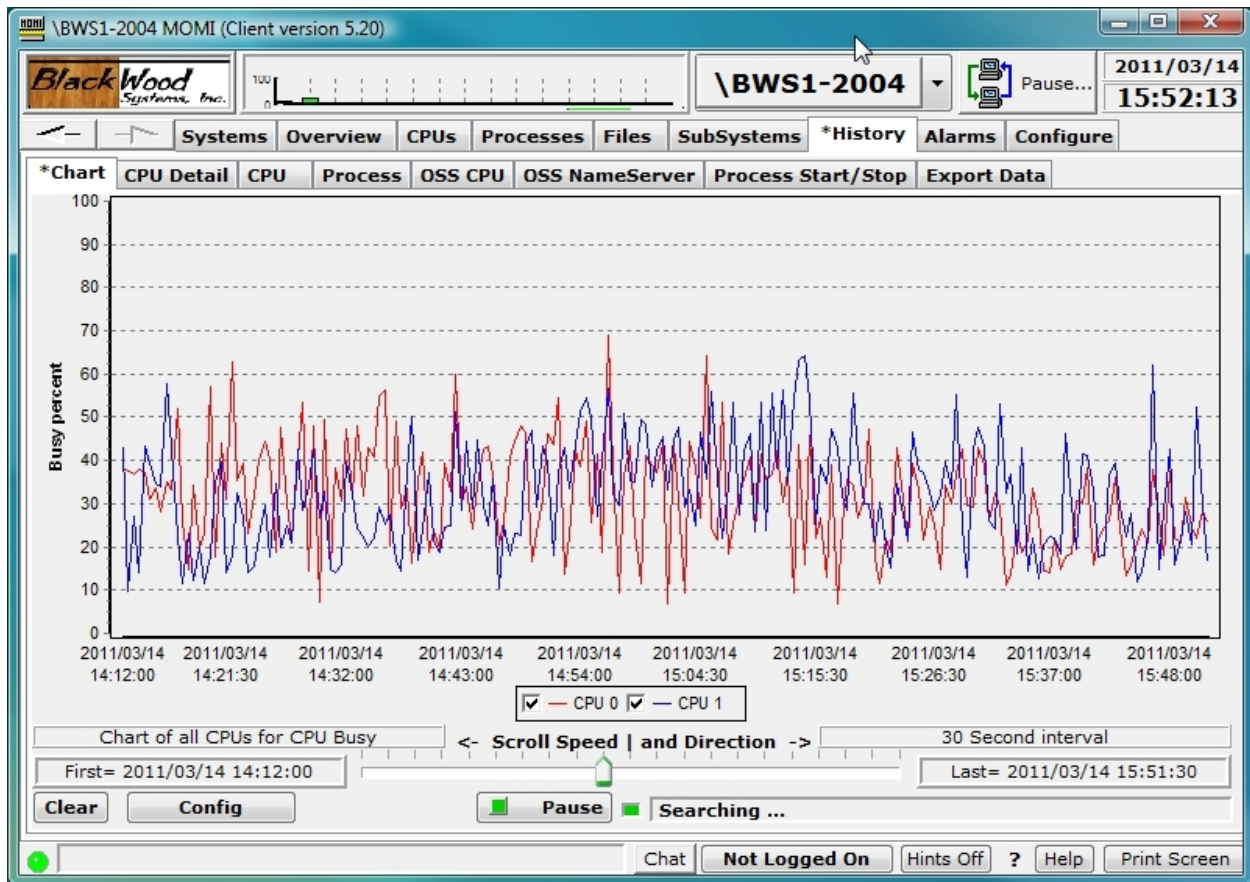 \BWS1-2004 MOMI (Client version 5.20)
BlackWood Systems, Inc.
100
0
\BWS1-2004
Pause...
2011/03/14
15:52:13
Systems Overview CPUs Processes Files SubSystems *History Alarms Configure
*Chart CPU Detail CPU Process OSS CPU OSS NameServer Process Start/Stop Export Data
Busy percent
100
90
80
70
60
50
40
30
20
10
0
2011/03/14 2011/03/14 2011/03/14 2011/03/14 2011/03/14 2011/03/14 2011/03/14 2011/03/14 2011/03/14 2011/03/14
14:12:00 14:21:30 14:32:00 14:43:00 14:54:00 15:04:30 15:15:30 15:26:30 15:37:00 15:48:00
CPU 0 CPU 1
Chart of all CPUs for CPU Busy
<- Scroll Speed | and Direction ->
30 Second interval
First= 2011/03/14 14:12:00
Last= 2011/03/14 15:51:30
Clear Config Pause Searching ...
Chat Not Logged On Hints Off ? Help Print Screen